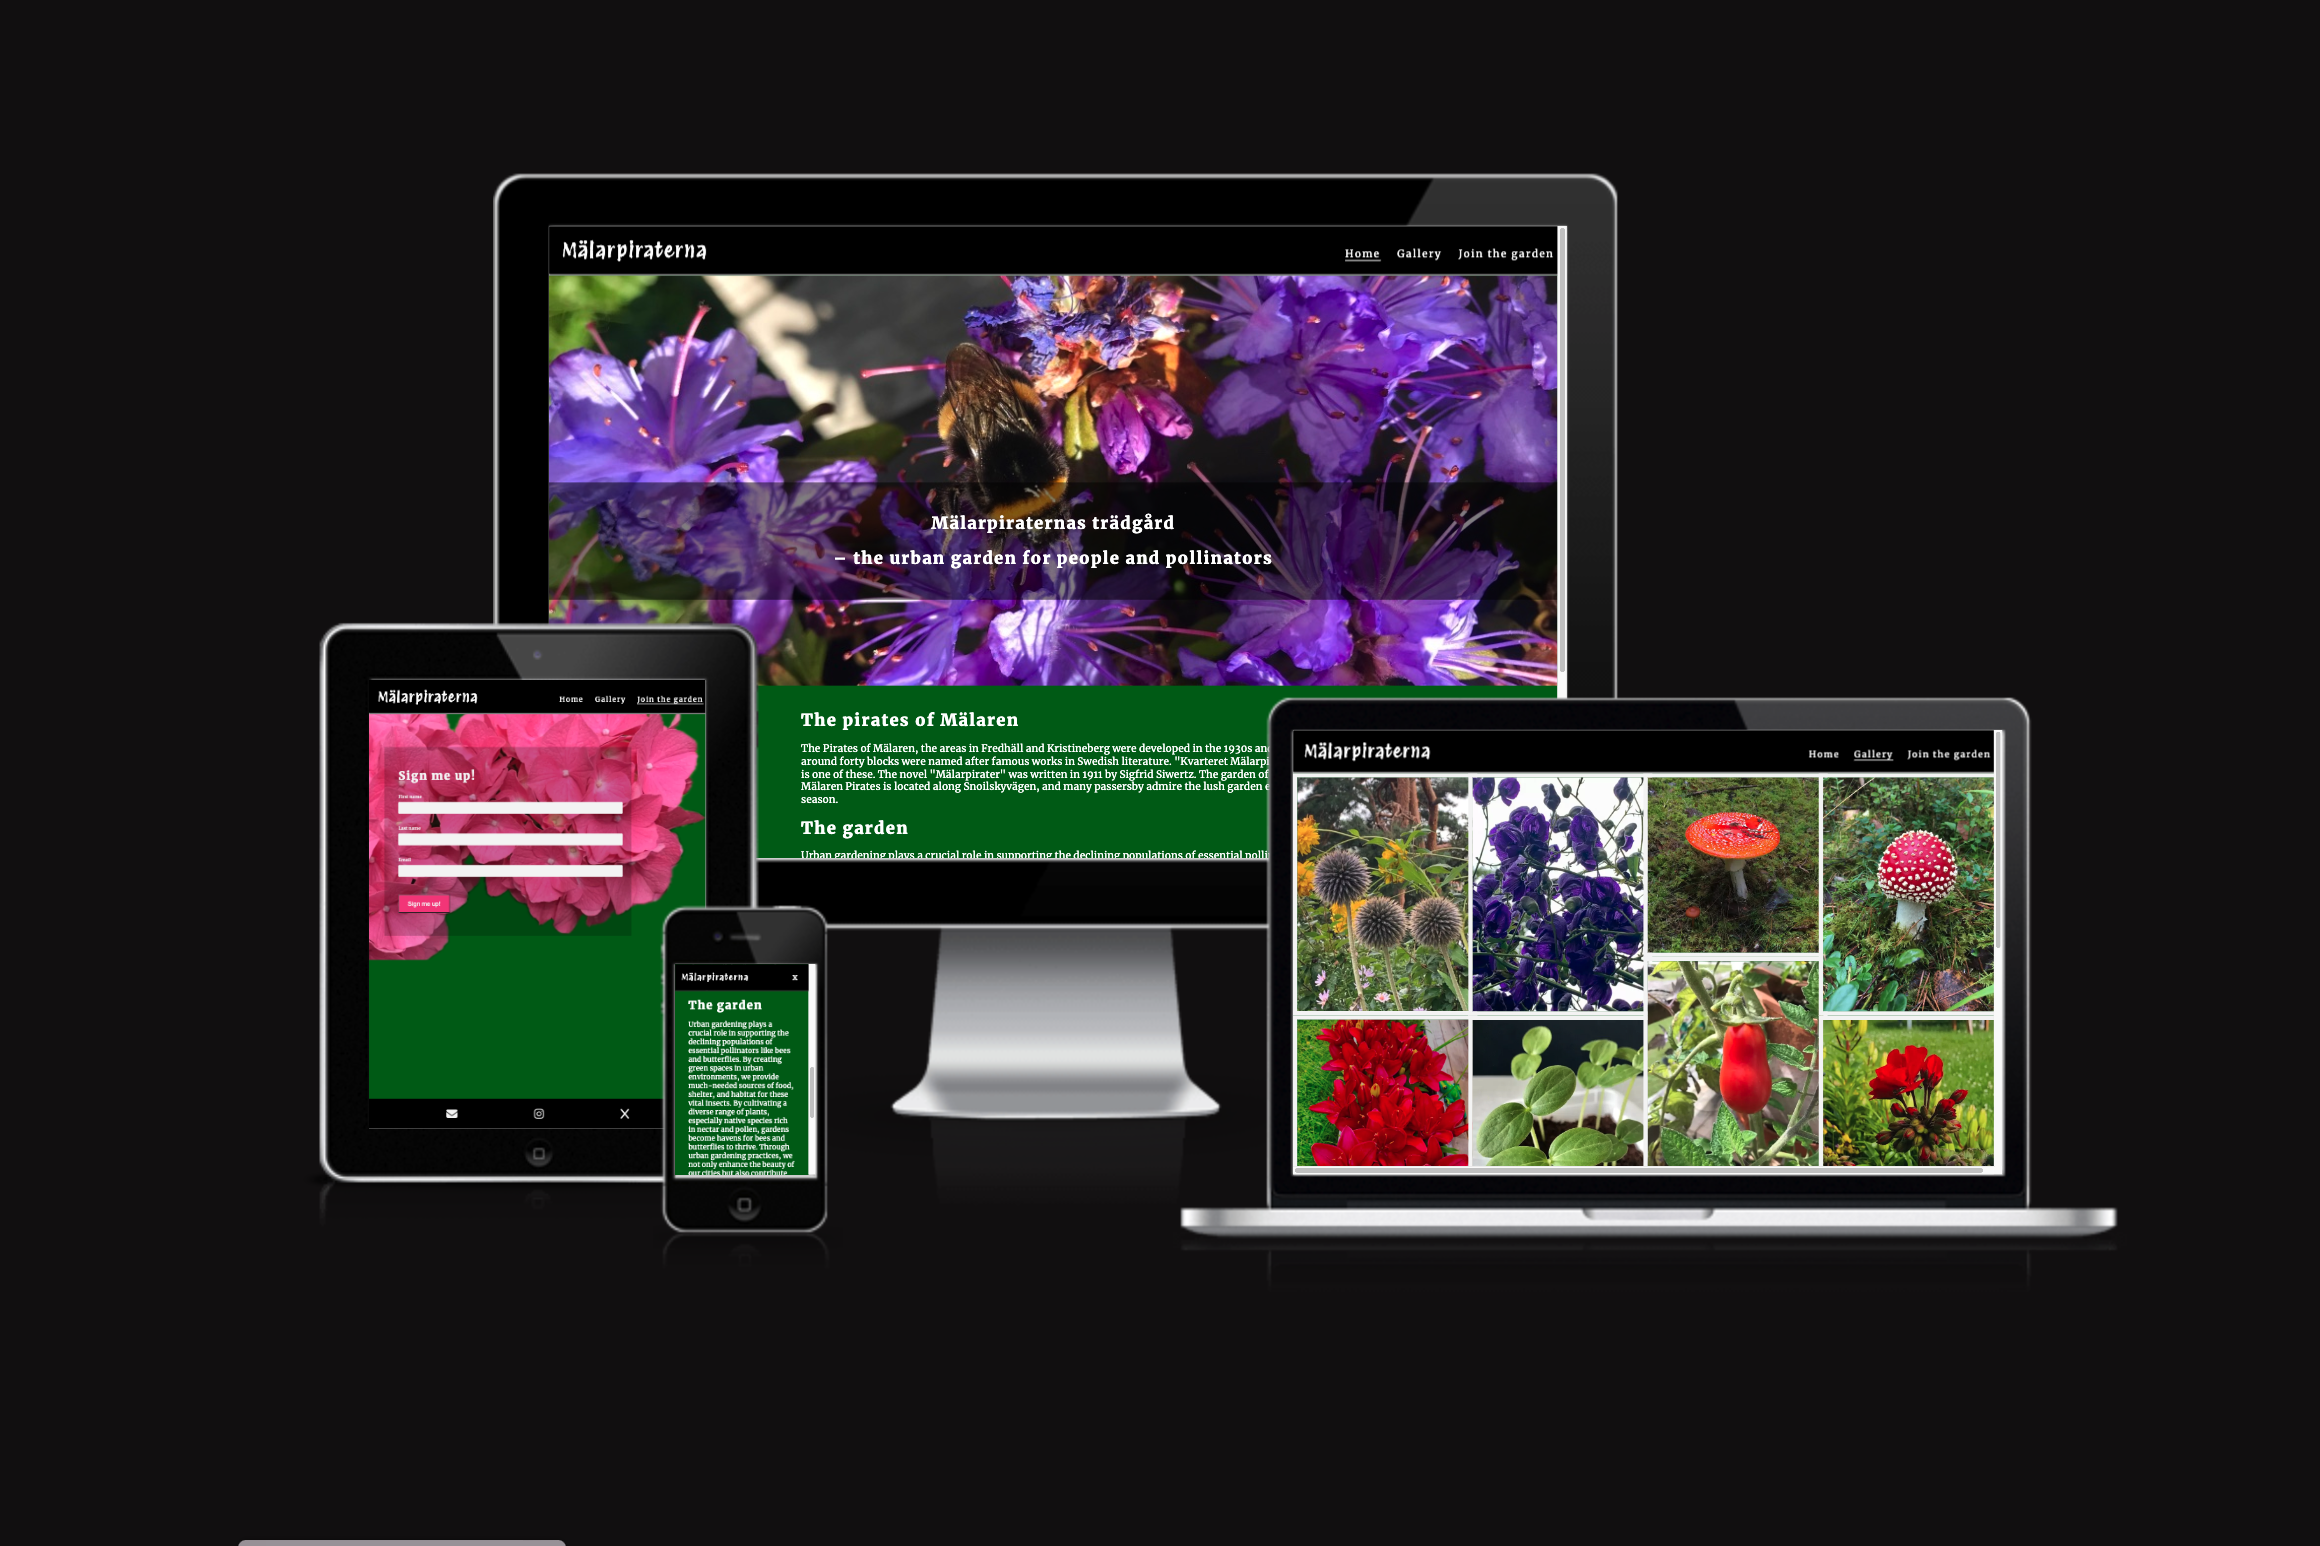 Mälarpiraterna
Home Gallery Join the garden
Mälarpiraternas trädgård
– the urban garden for people and pollinators
The pirates of Mälaren
The Pirates of Mälaren, the areas in Fredhäll and Kristineberg were developed in the 1930s and
around forty blocks were named after famous works in Swedish literature. "Kvarteret Mälarpi
is one of these. The novel "Mälarpirater" was written in 1911 by Sigfrid Siwertz. The garden of
Mälaren Pirates is located along Snoilskyvägen, and many passersby admire the lush garden
season.
The garden
Urban gardening plays a crucial role in supporting the declining populations of essential polli
Mälarpiraterna
Home Gallery Join the garden
Sign me up!
First name
Last name
Email
Sign me up!
Mälarpiraterna
x
The garden
Urban gardening plays a
crucial role in supporting the
declining populations of
essential pollinators like bees
and butterflies. By creating
green spaces in urban
environments, we provide
much-needed sources of food,
shelter, and habitat for these
vital insects. By cultivating a
diverse range of plants,
especially native species rich
in nectar and pollen, gardens
become havens for bees and
butterflies to thrive. Through
urban gardening practices, we
not only enhance the beauty of
our cities but also contribute
Mälarpiraterna
Home Gallery Join the garden